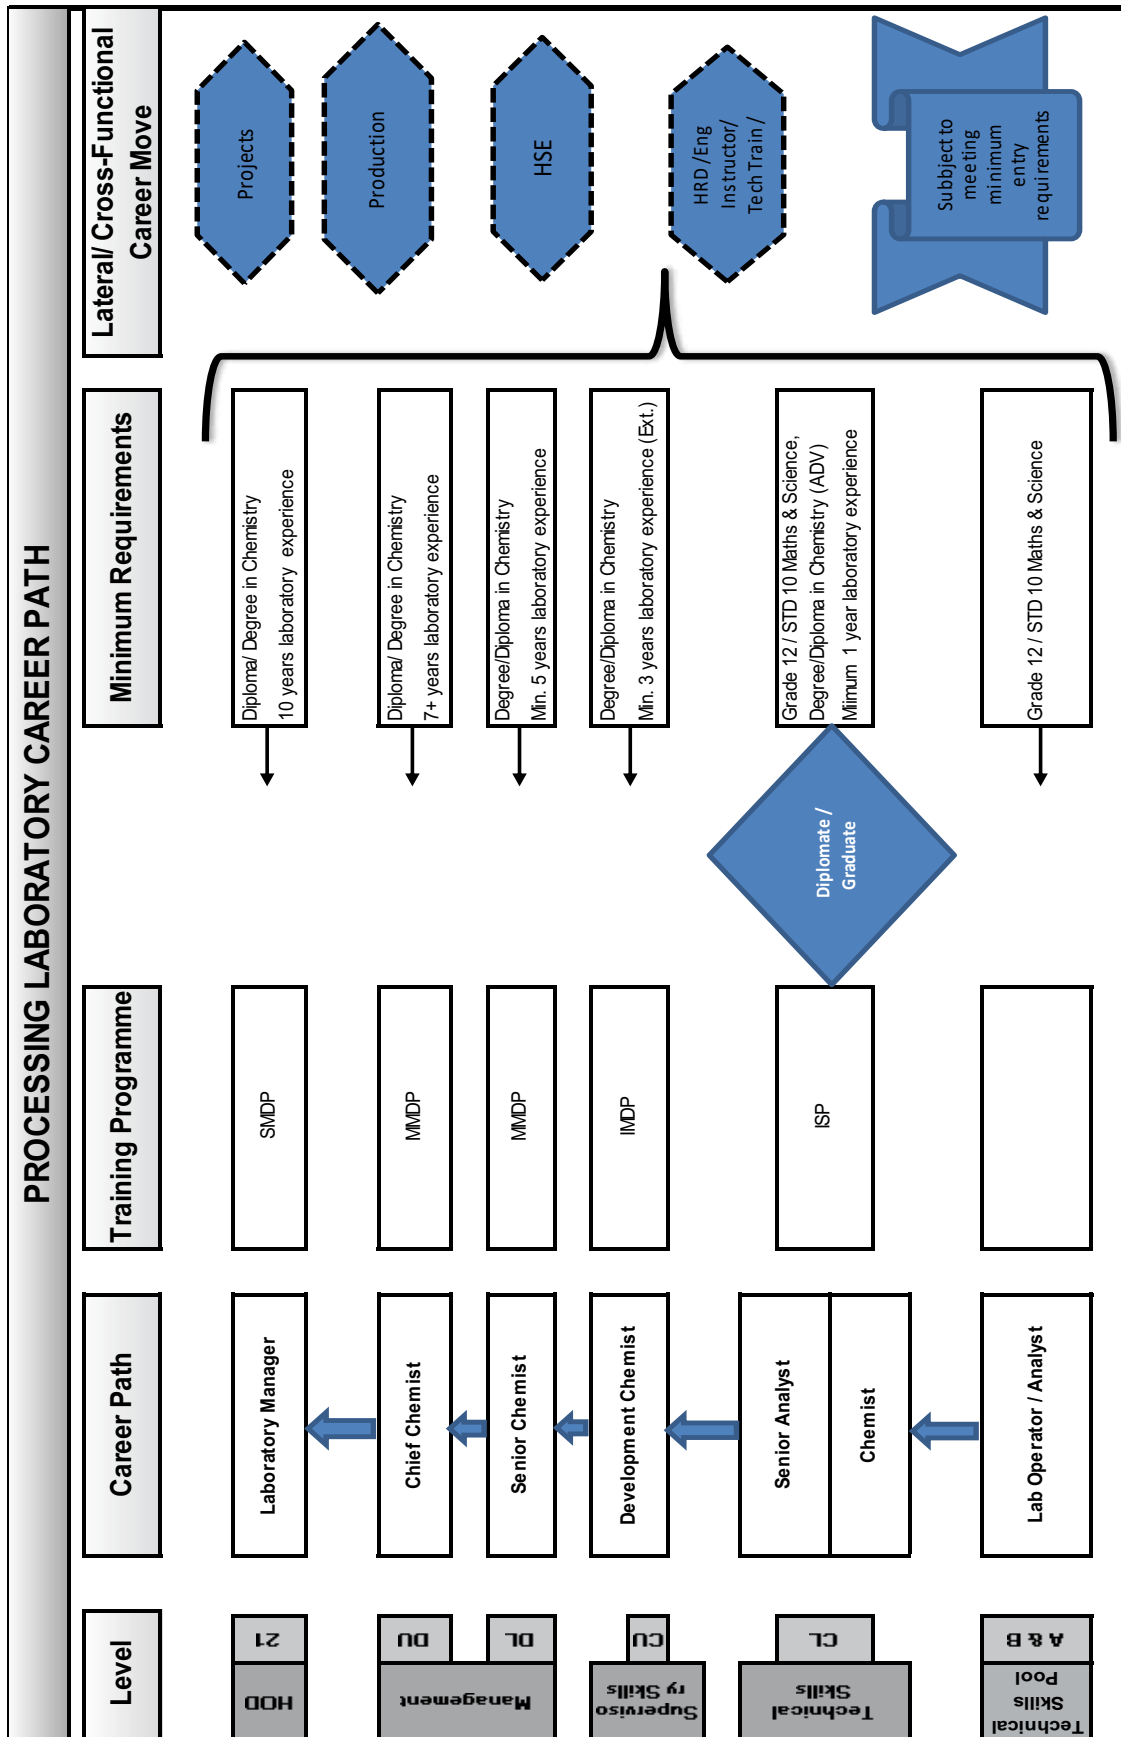 PROCESSING LABORATORY CAREER PATH
Level
Career Path
Training Programme
Minimum Requirements
Lateral/ Cross-Functional
Career Move
HOD
21
Laboratory Manager
SMDP
Diploma/ Degree in Chemistry
10 years laboratory experience
Projects
Management
DU
Chief Chemist
MMDP
Diploma/ Degree in Chemistry
7+ years laboratory experience
Production
DL
Senior Chemist
MMDP
Degree/Diploma in Chemistry
Min. 5 years laboratory experience
HSE
Superviso
ry Skills
CU
Development Chemist
IMDP
Degree/Diploma in Chemistry
Min. 3 years laboratory experience (Ext.)
HRD /Eng
Instructor/
Tech Train /
Technical
Skills
CL
Senior Analyst
Chemist
ISP
Diplomate /
Graduate
Grade 12 / STD 10 Maths & Science,
Degree/Diploma in Chemistry (ADV)
Mimum 1 year laboratory experience
Technical
Skills
Pool
A & B
Lab Operator / Analyst
Grade 12 / STD 10 Maths & Science
Subbject to
meeting
minimum
entry
requirements